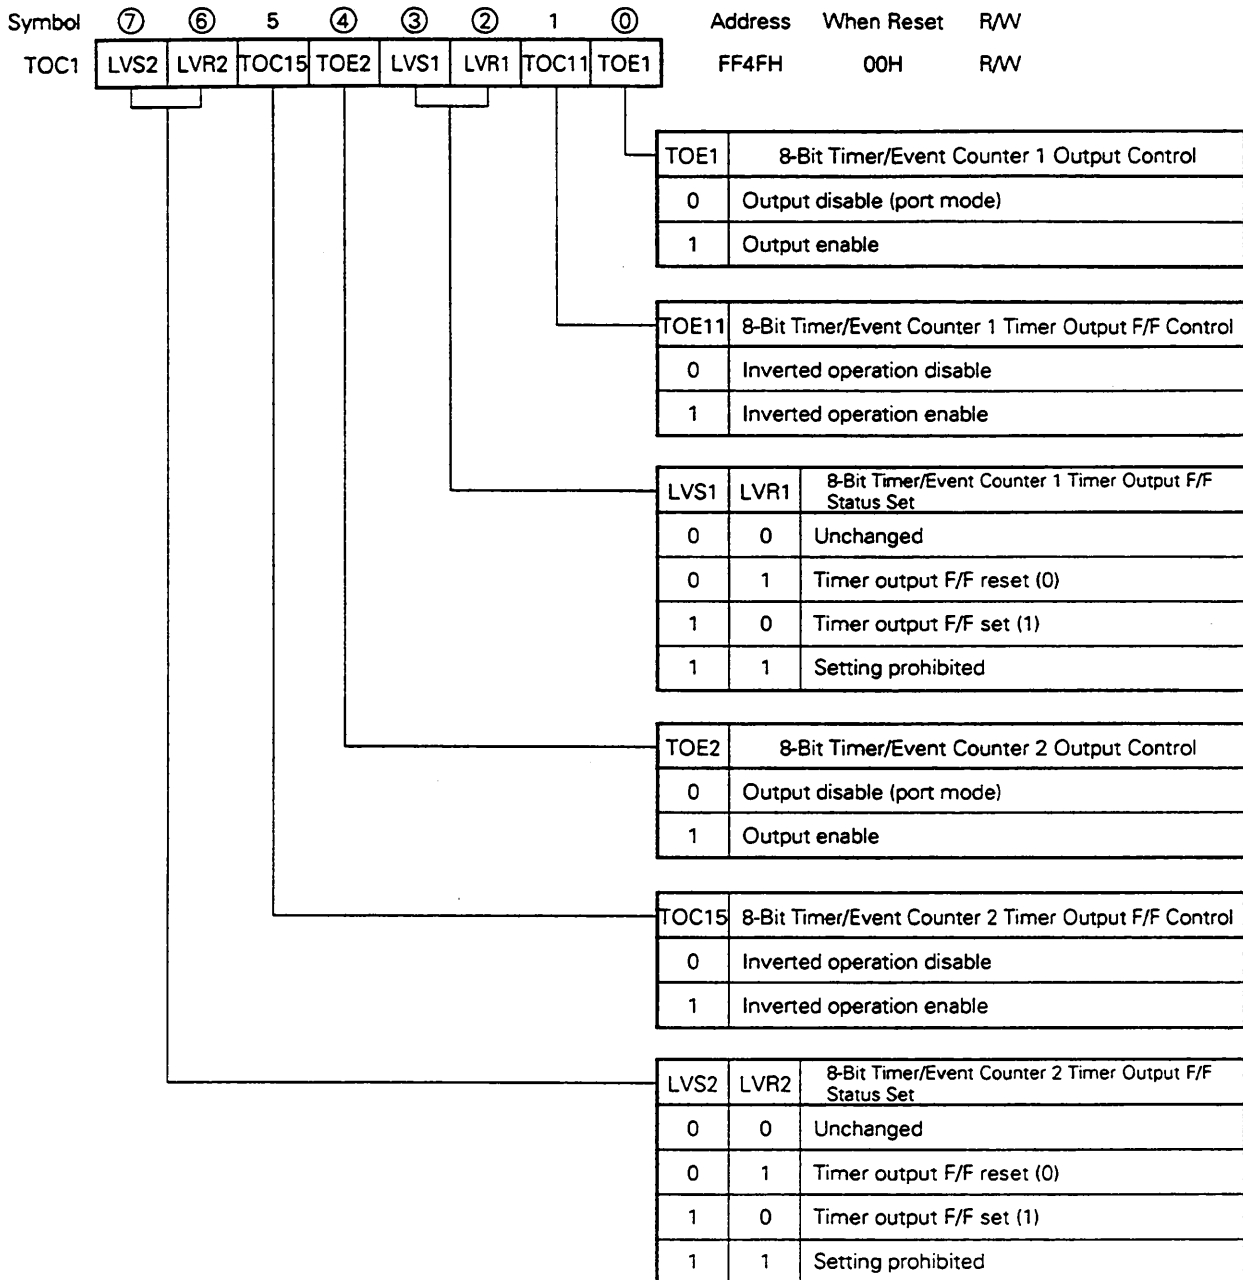 Symbol ⑦ ⑥ 5 ④ ③ ② 1 ⓪ Address When Reset R/W
TOC1 LVS2 LVR2 TOC15 TOE2 LVS1 LVR1 TOC11 TOE1 FF4FH 00H R/W
TOE1 8-Bit Timer/Event Counter 1 Output Control
0 Output disable (port mode)
1 Output enable
TOE11 8-Bit Timer/Event Counter 1 Timer Output F/F Control
0 Inverted operation disable
1 Inverted operation enable
LVS1 LVR1 8-Bit Timer/Event Counter 1 Timer Output F/F
Status Set
0 0 Unchanged
0 1 Timer output F/F reset (0)
1 0 Timer output F/F set (1)
1 1 Setting prohibited
TOE2 8-Bit Timer/Event Counter 2 Output Control
0 Output disable (port mode)
1 Output enable
TOC15 8-Bit Timer/Event Counter 2 Timer Output F/F Control
0 Inverted operation disable
1 Inverted operation enable
LVS2 LVR2 8-Bit Timer/Event Counter 2 Timer Output F/F
Status Set
0 0 Unchanged
0 1 Timer output F/F reset (0)
1 0 Timer output F/F set (1)
1 1 Setting prohibited